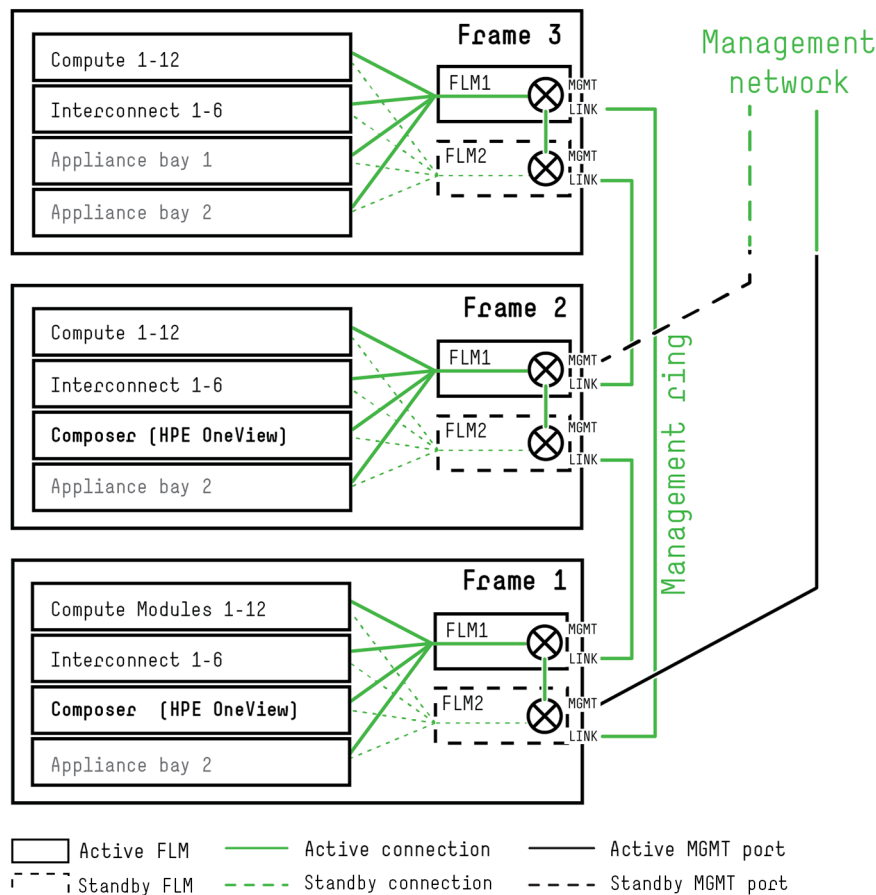 Frame 3
Compute 1-12
Interconnect 1-6
Appliance bay 1
Appliance bay 2
FLM1
MGMT
LINK
FLM2
MGMT
LINK
Management
network
Frame 2
Compute 1-12
Interconnect 1-6
Composer (HPE OneView)
Appliance bay 2
FLM1
MGMT
LINK
FLM2
MGMT
LINK
Management ring
Frame 1
Compute Modules 1-12
Interconnect 1-6
Composer (HPE OneView)
Appliance bay 2
FLM1
MGMT
LINK
FLM2
MGMT
LINK
Active FLM
Active connection
Active MGMT port
Standby FLM
Standby connection
Standby MGMT port